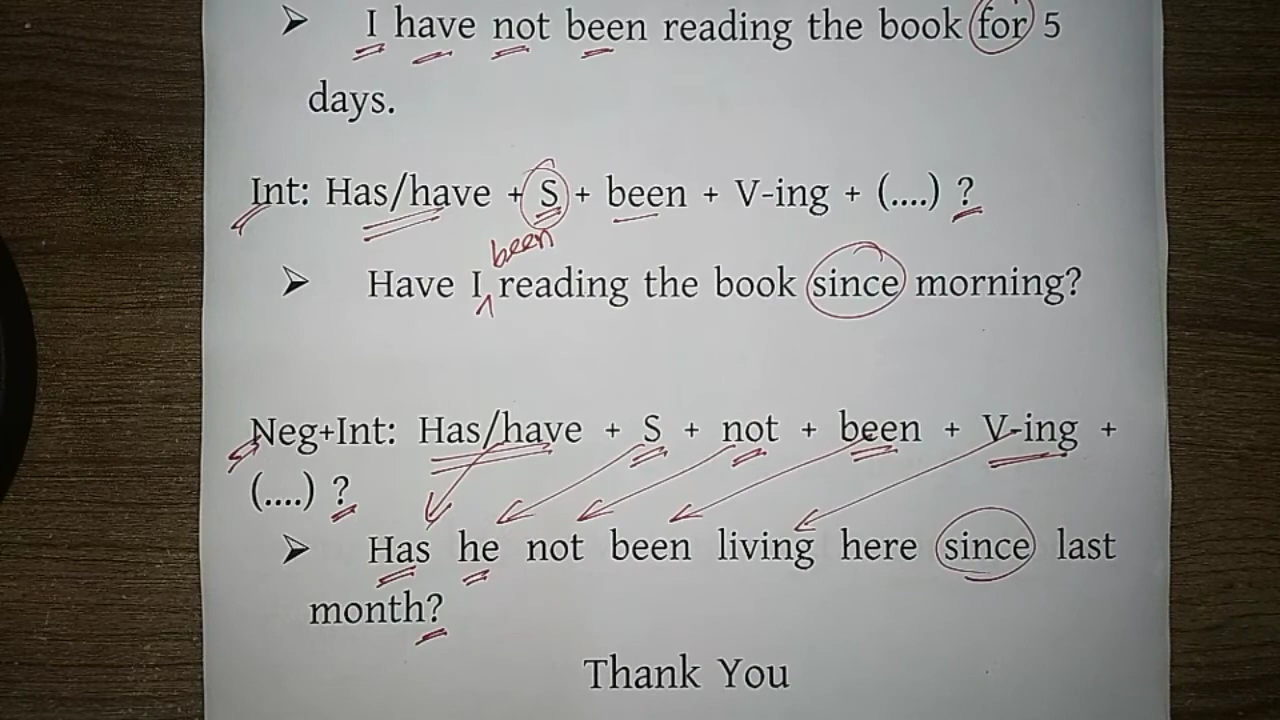 ➤ I have not been reading the book for 5
days.
Int: Has/have + S + been + V-ing + (....) ?
been
➤ Have I reading the book since morning?
Neg+Int: Has/have + S + not + been + V-ing +
(....) ?
➤ Has he not been living here since last
month?
Thank You